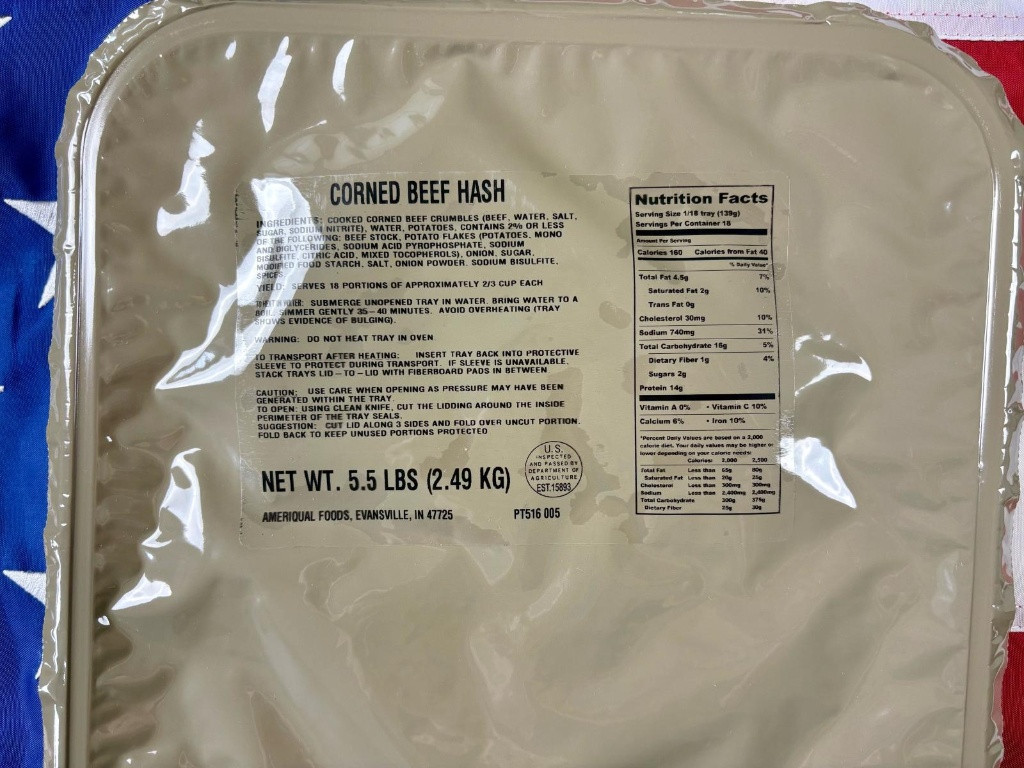 CORNED BEEF HASH
INGREDIENTS: COOKED CORNED BEEF CRUMBLES (BEEF, WATER, SALT,
SUGAR, SODIUM NITRITE), WATER, POTATOES, CONTAINS 2% OR LESS
OF THE FOLLOWING: BEEF STOCK, POTATO FLAKES (POTATOES, MONO
AND DIGLYCERIDES, SODIUM ACID PYROPHOSPHATE, SODIUM
BISULFITE, CITRIC ACID, MIXED TOCOPHEROLS), ONION, SUGAR,
MODIFIED FOOD STARCH, SALT, ONION POWDER, SODIUM BISULFITE,
SPICES
YIELD: SERVES 18 PORTIONS OF APPROXIMATELY 2/3 CUP EACH
TO HEAT IN WATER: SUBMERGE UNOPENED TRAY IN WATER. BRING WATER TO A
BOIL. SIMMER GENTLY 35-40 MINUTES. AVOID OVERHEATING (TRAY
SHOWS EVIDENCE OF BULGING).
WARNING: DO NOT HEAT TRAY IN OVEN
TO TRANSPORT AFTER HEATING: INSERT TRAY BACK INTO PROTECTIVE
SLEEVE TO PROTECT DURING TRANSPORT. IF SLEEVE IS UNAVAILABLE,
STACK TRAYS LID-TO-LID WITH FIBERBOARD PADS IN BETWEEN
CAUTION: USE CARE WHEN OPENING AS PRESSURE MAY HAVE BEEN
GENERATED WITHIN THE TRAY.
TO OPEN: USING CLEAN KNIFE, CUT THE LIDDING AROUND THE INSIDE
PERIMETER OF THE TRAY SEALS.
SUGGESTION: CUT LID ALONG 3 SIDES AND FOLD OVER UNCUT PORTION.
FOLD BACK TO KEEP UNUSED PORTIONS PROTECTED
NET WT. 5.5 LBS (2.49 KG)
U.S.
INSPECTED
AND PASSED BY
DEPARTMENT OF
AGRICULTURE
EST.15893
AMERIQUAL FOODS, EVANSVILLE, IN 47725 PT516 005
Nutrition Facts
Serving Size 1/18 tray (139g)
Servings Per Container 18
Amount Per Serving
Calories 160 Calories from Fat 40
% Daily Value*
Total Fat 4.5g 7%
Saturated Fat 2g 10%
Trans Fat 0g
Cholesterol 30mg 10%
Sodium 740mg 31%
Total Carbohydrate 16g 5%
Dietary Fiber 1g 4%
Sugars 2g
Protein 14g
Vitamin A 0% • Vitamin C 10%
Calcium 6% • Iron 10%
*Percent Daily Values are based on a 2,000
calorie diet. Your daily values may be higher or
lower depending on your calorie needs:
Calories: 2,000 2,500
Total Fat Less than 65g 80g
Saturated Fat Less than 20g 25g
Cholesterol Less than 300mg 300mg
Sodium Less than 2,400mg 2,400mg
Total Carbohydrate 300g 375g
Dietary Fiber 25g 30g